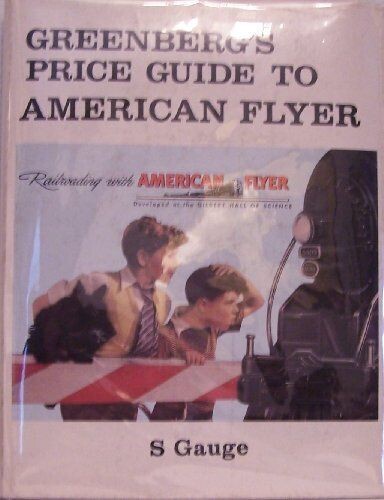 GREENBERG'S
PRICE GUIDE TO
AMERICAN FLYER
Railroading with AMERICAN FLYER
Developed at the GILBERT HALL OF SCIENCE
S Gauge